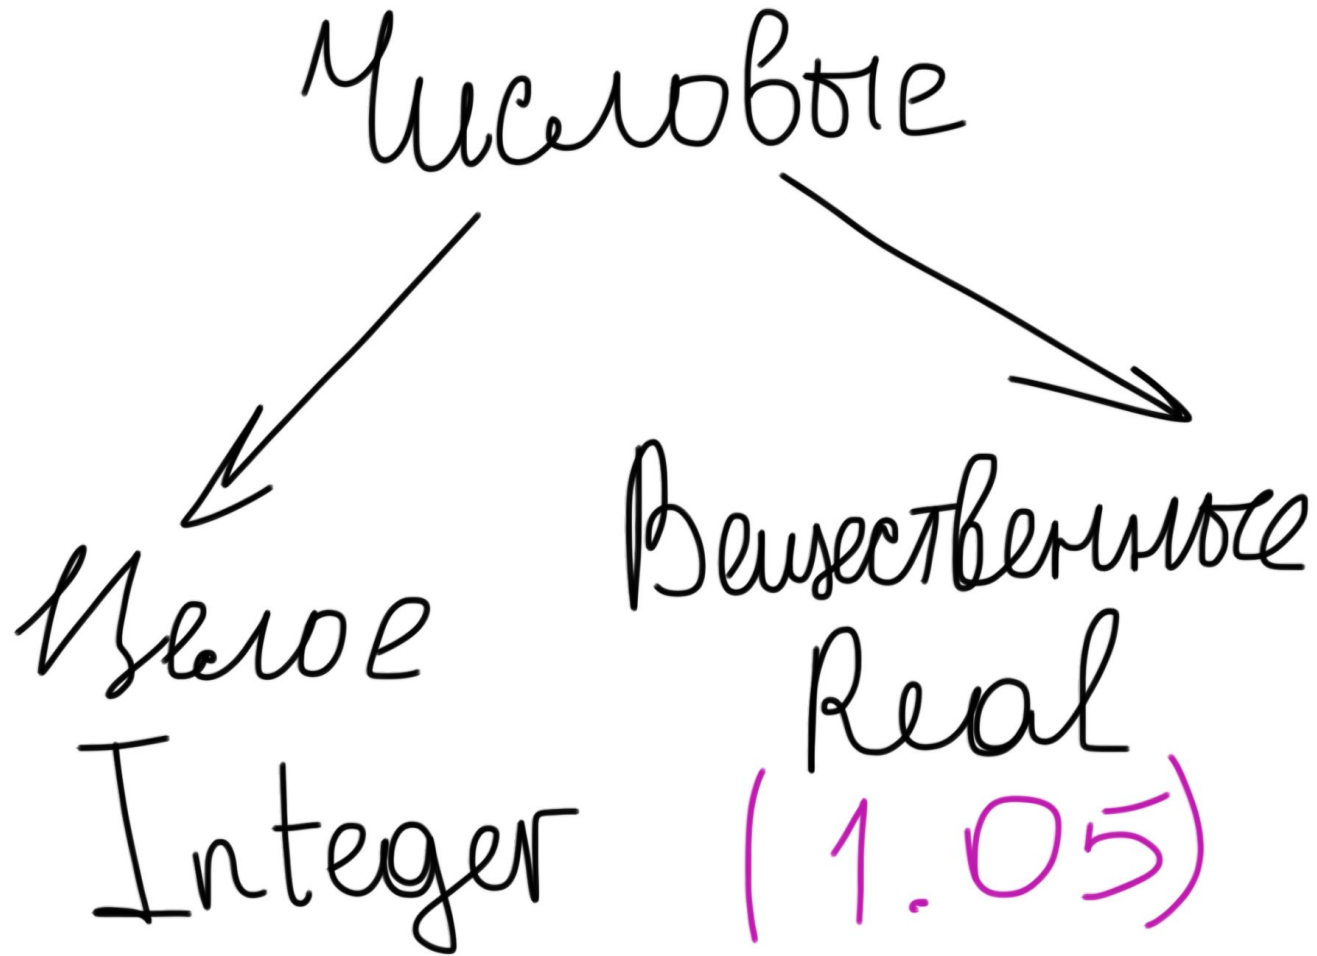 Числовые
Целое
Integer
Вещественные
Real
(1.05)